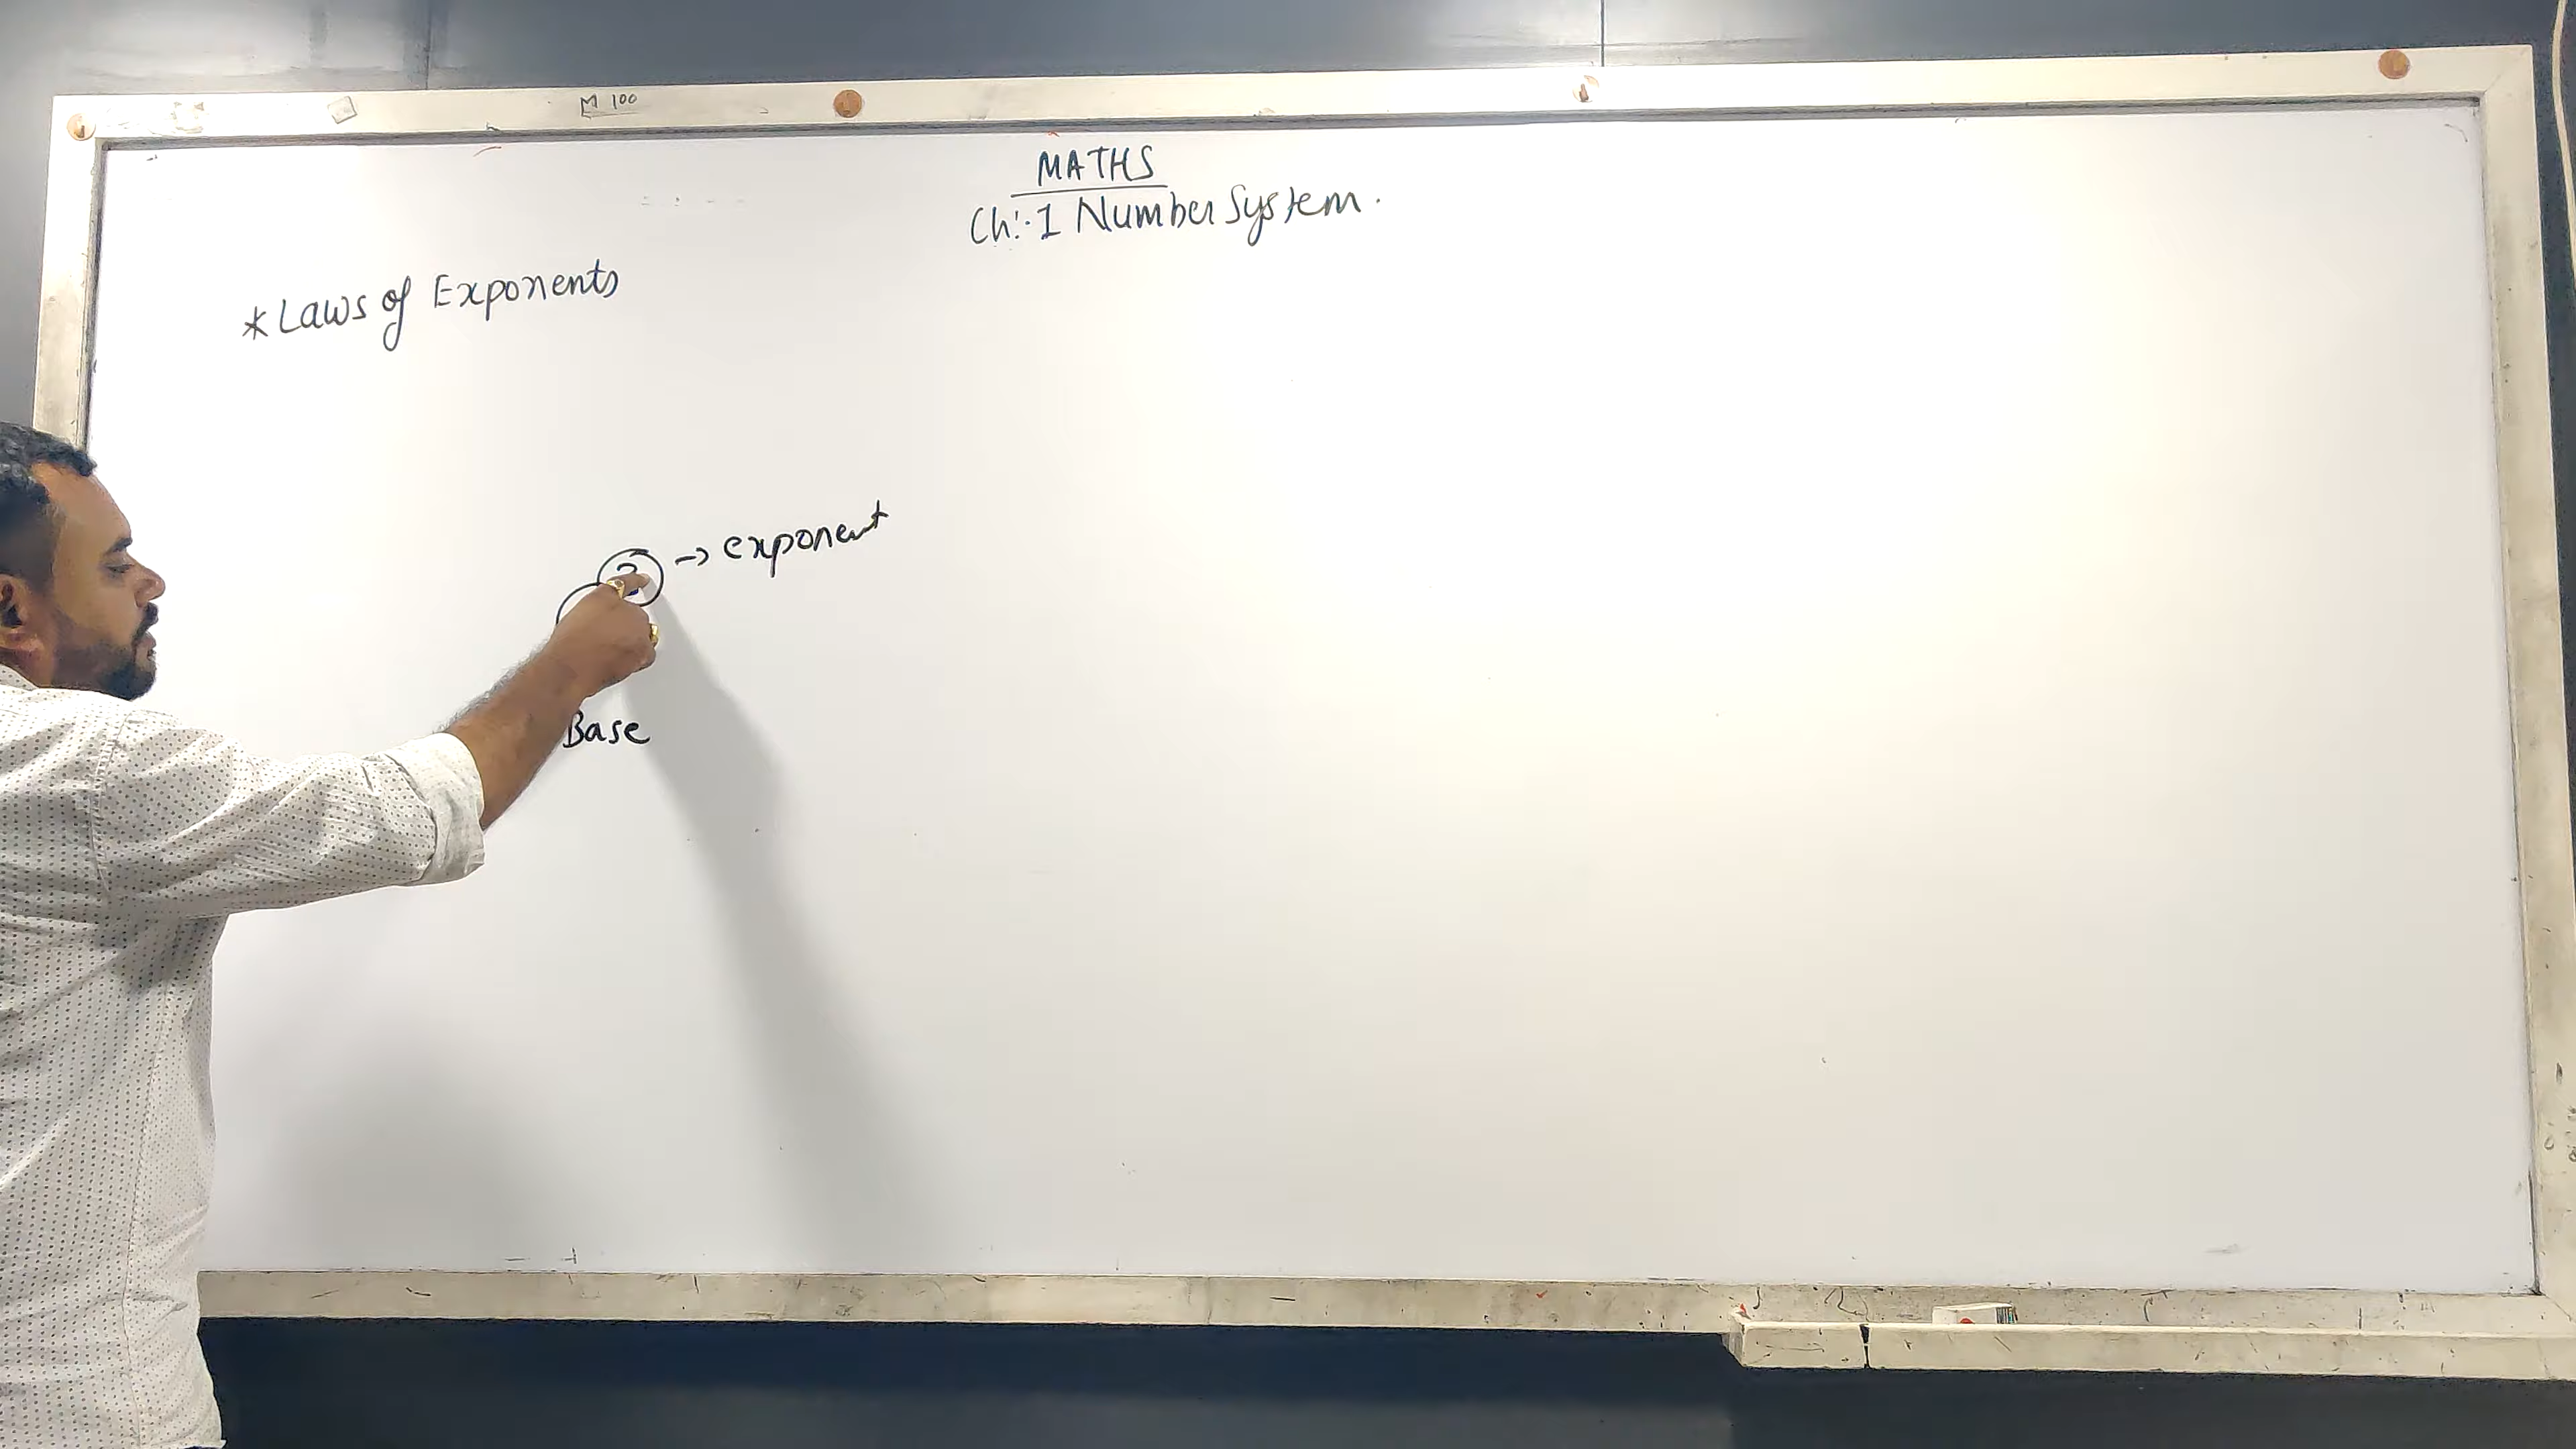 M 100
MATHS
Ch:-1 Number System.
*Laws of Exponents
→ exponent
Base